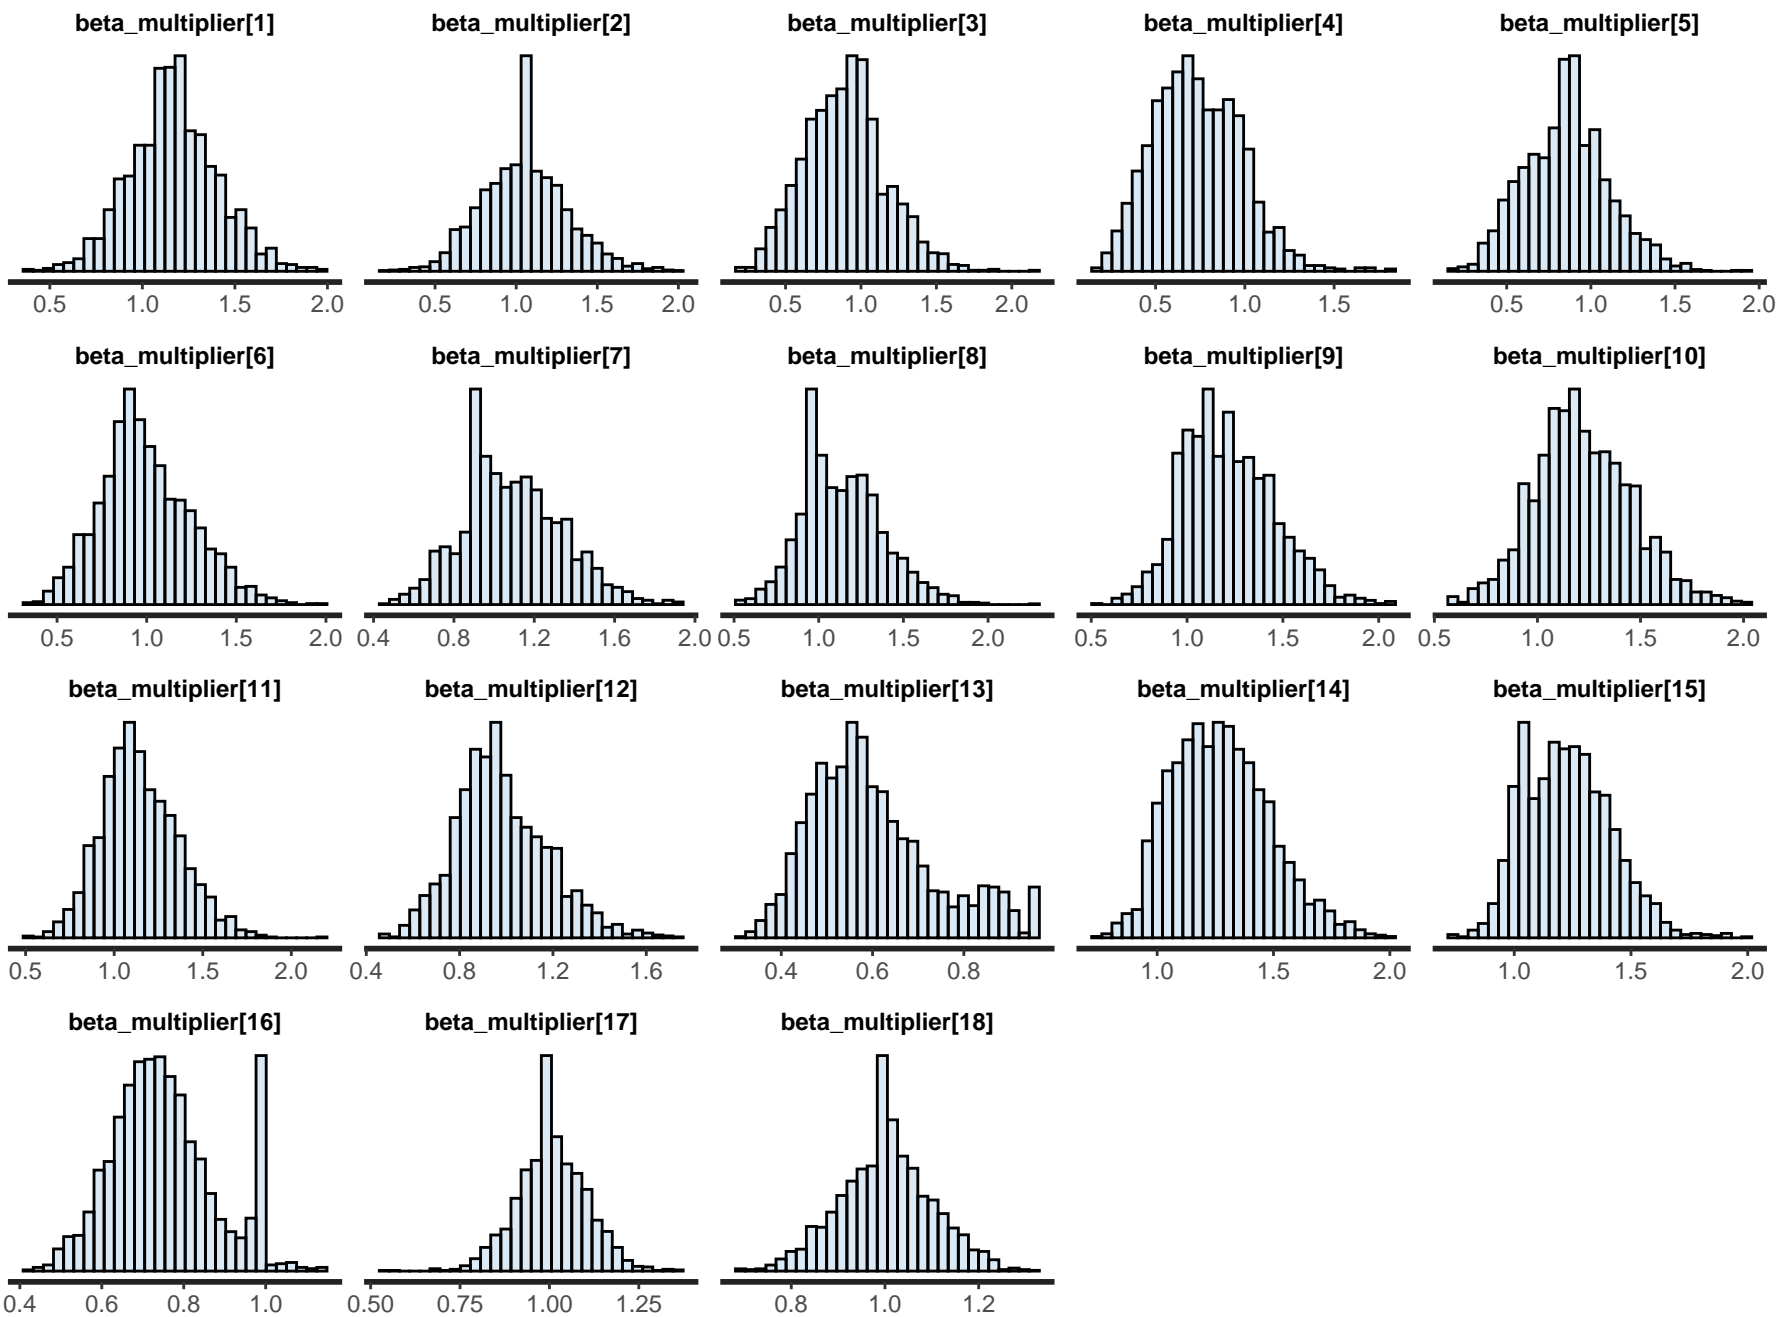 beta_multiplier[1] beta_multiplier[2] beta_multiplier[3] beta_multiplier[4] beta_multiplier[5]
0.5 1.0 1.5 2.0 0.5 1.0 1.5 2.0 0.5 1.0 1.5 2.0 0.5 1.0 1.5 0.5 1.0 1.5 2.0
beta_multiplier[6] beta_multiplier[7] beta_multiplier[8] beta_multiplier[9] beta_multiplier[10]
0.5 1.0 1.5 2.0 0.4 0.8 1.2 1.6 2.0 0.5 1.0 1.5 2.0 0.5 1.0 1.5 2.0 0.5 1.0 1.5 2.0
beta_multiplier[11] beta_multiplier[12] beta_multiplier[13] beta_multiplier[14] beta_multiplier[15]
0.5 1.0 1.5 2.0 0.4 0.8 1.2 1.6 0.4 0.6 0.8 1.0 1.5 2.0 1.0 1.5 2.0
beta_multiplier[16] beta_multiplier[17] beta_multiplier[18]
0.4 0.6 0.8 1.0 0.50 0.75 1.00 1.25 0.8 1.0 1.2